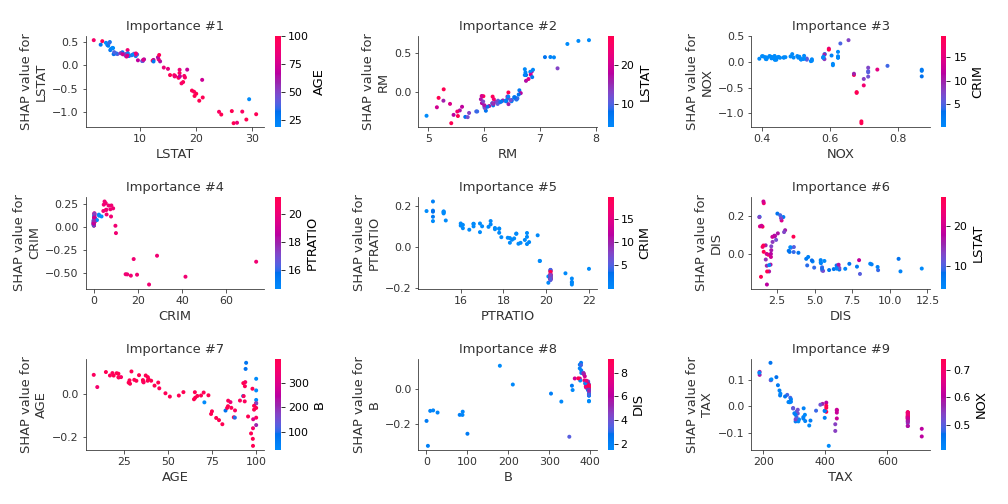 Importance #1
Importance #2
Importance #3
SHAP value for
LSTAT
0.5
0.0
−0.5
−1.0
10
20
30
LSTAT
100
75
50
25
AGE
SHAP value for
RM
0.5
0.0
5
6
7
8
RM
20
10
LSTAT
SHAP value for
NOX
0.5
0.0
−0.5
−1.0
0.4
0.6
0.8
NOX
15
10
5
CRIM
Importance #4
Importance #5
Importance #6
SHAP value for
CRIM
0.25
0.00
−0.25
−0.50
0
20
40
60
CRIM
20
18
16
PTRATIO
SHAP value for
PTRATIO
0.2
0.0
−0.2
16
18
20
22
PTRATIO
15
10
5
CRIM
SHAP value for
DIS
0.2
0.0
2.5
5.0
7.5
10.0
12.5
DIS
20
10
LSTAT
Importance #7
Importance #8
Importance #9
SHAP value for
AGE
0.0
−0.2
25
50
75
100
AGE
300
200
100
B
SHAP value for
B
0.0
−0.2
0
100
200
300
400
B
8
6
4
2
DIS
SHAP value for
TAX
0.1
0.0
−0.1
200
400
600
TAX
0.7
0.6
0.5
NOX